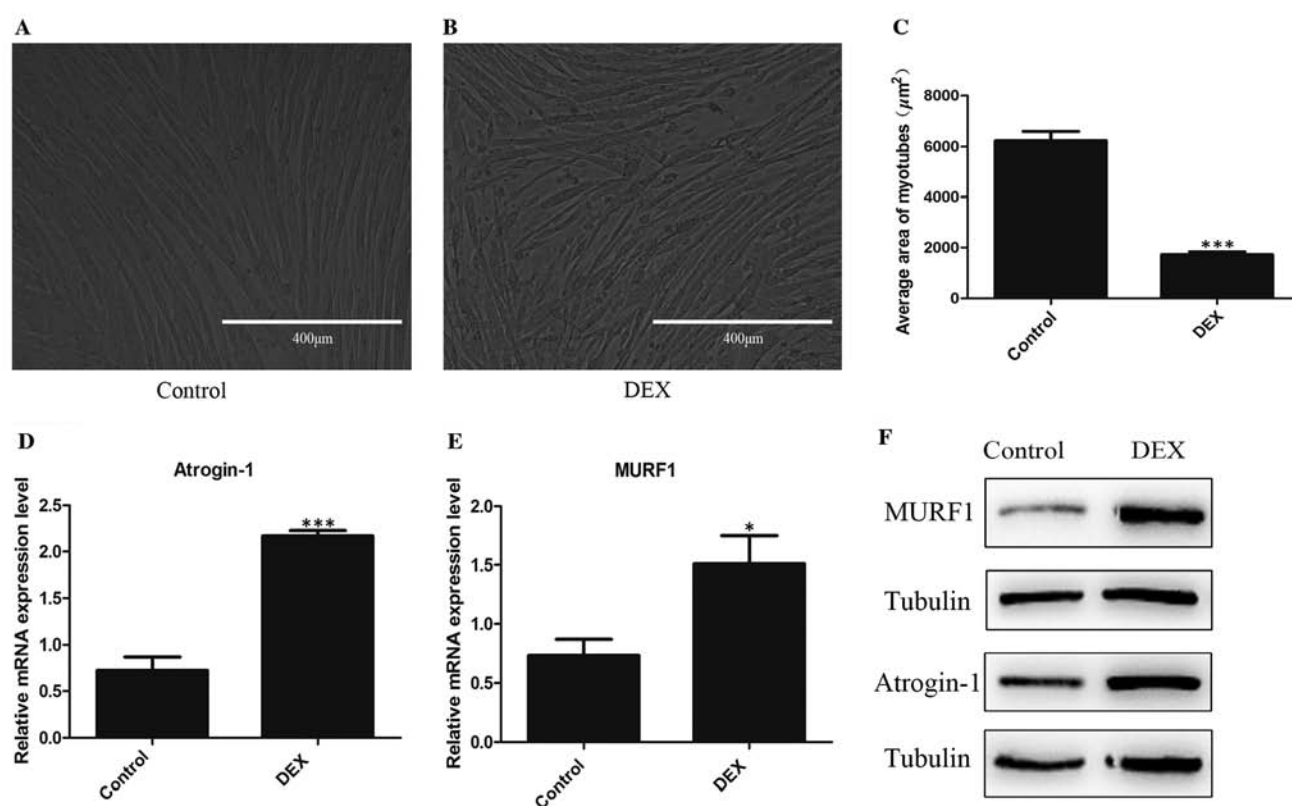 A
400μm
Control
B
400μm
DEX
C
Average area of myotubes（μm²）
8000
6000
4000
2000
0
***
Control
DEX
D
Atrogin-1
Relative mRNA expression level
2.5
2.0
1.5
1.0
0.5
0.0
***
Control
DEX
E
MURF1
Relative mRNA expression level
2.0
1.5
1.0
0.5
0.0
*
Control
DEX
F
Control DEX
MURF1
Tubulin
Atrogin-1
Tubulin